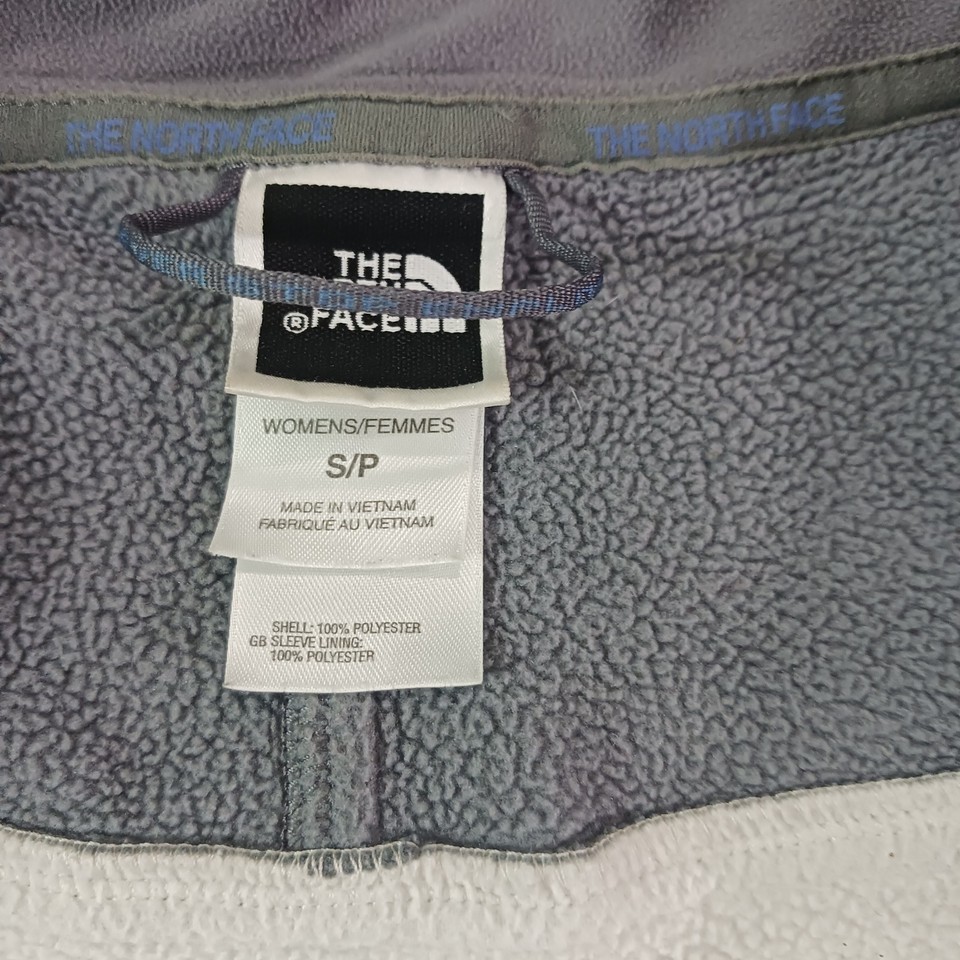 THE NORTH FACE THE NORTH FACE
THE
® FACE
WOMENS/FEMMES
S/P
MADE IN VIETNAM
FABRIQUÉ AU VIETNAM
SHELL: 100% POLYESTER
GB SLEEVE LINING:
100% POLYESTER